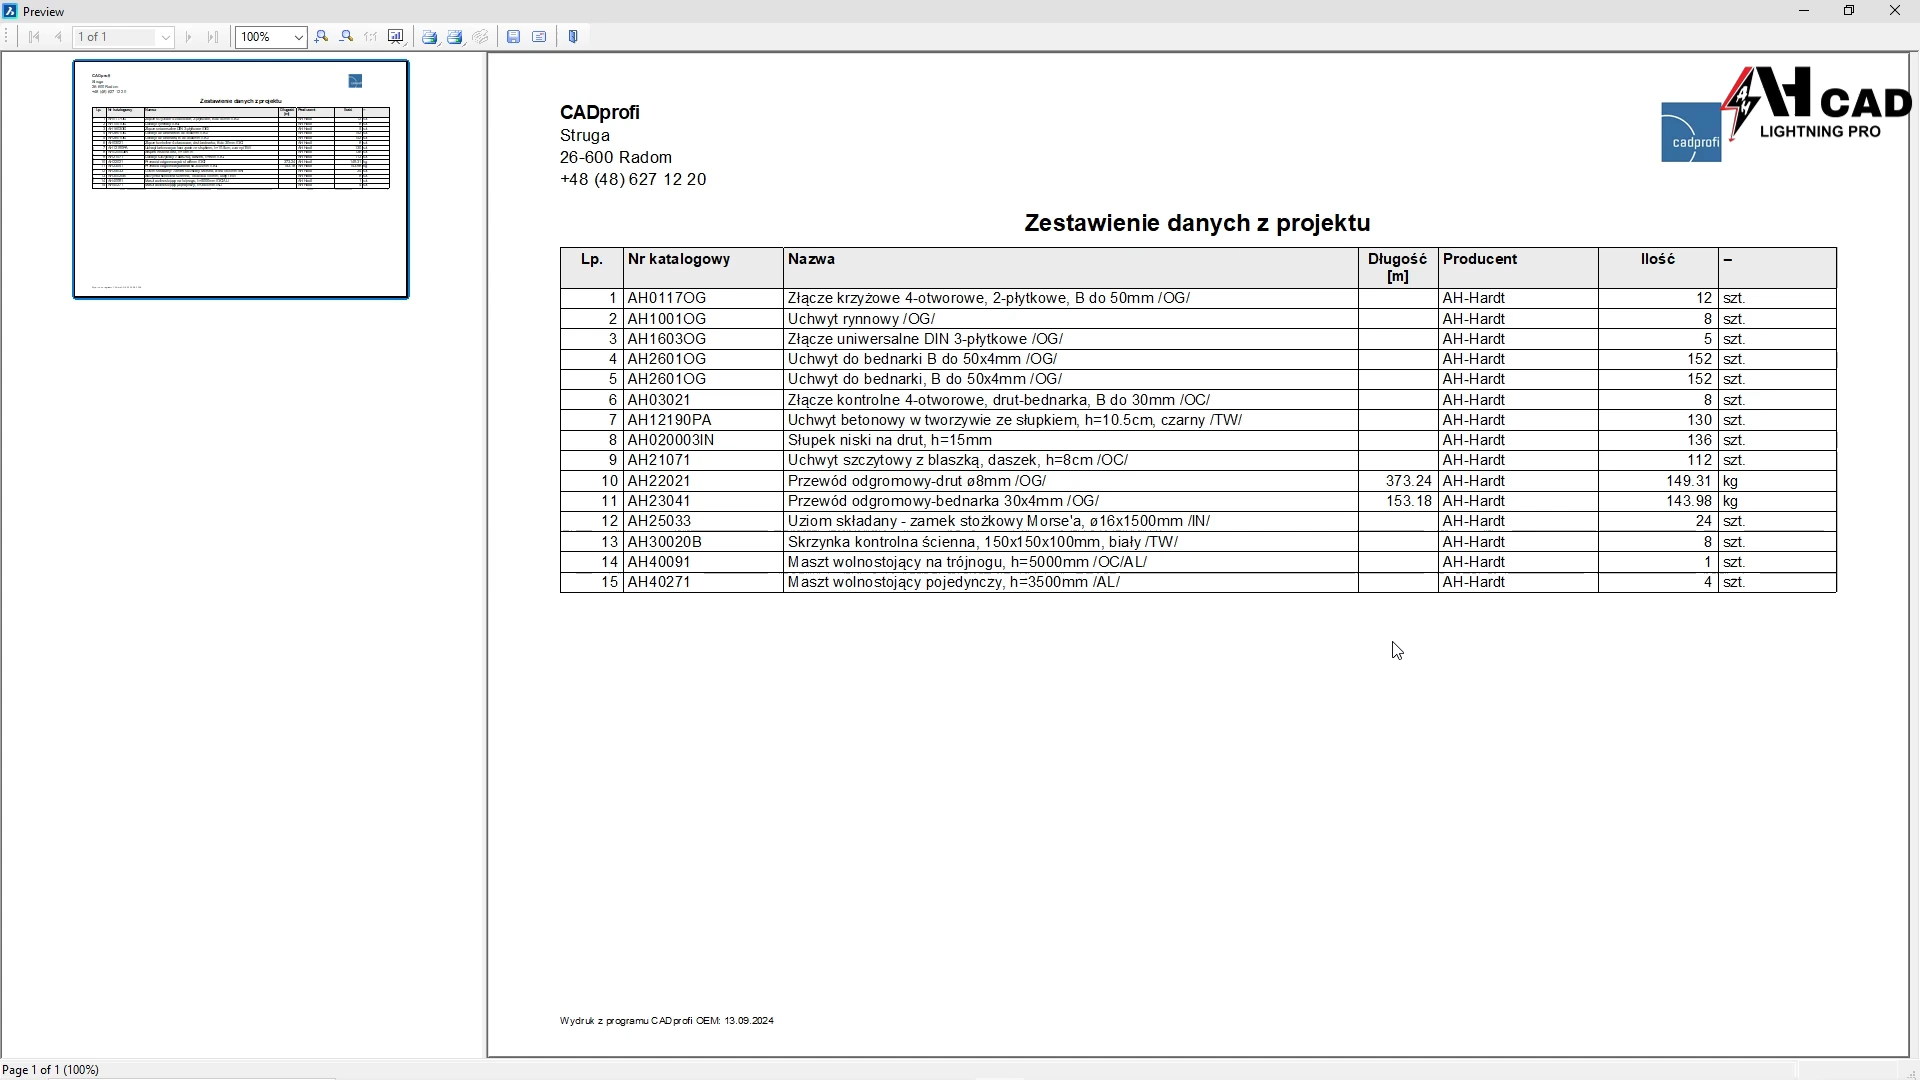 Preview
1 of 1
100%
1:1
CADprofi
Struga
26-600 Radom
+48 (48) 627 12 20
AH CAD
LIGHTNING PRO
cadprofi
Zestawienie danych z projektu
Lp. Nr katalogowy Nazwa Długość [m] Producent Ilość –
1 AH0117OG Złącze krzyżowe 4-otworowe, 2-płytkowe, B do 50mm /OG/ AH-Hardt 12 szt.
2 AH1001OG Uchwyt rynnowy /OG/ AH-Hardt 8 szt.
3 AH1603OG Złącze uniwersalne DIN 3-płytkowe /OG/ AH-Hardt 5 szt.
4 AH2601OG Uchwyt do bednarki B do 50x4mm /OG/ AH-Hardt 152 szt.
5 AH2601OG Uchwyt do bednarki, B do 50x4mm /OG/ AH-Hardt 152 szt.
6 AH03021 Złącze kontrolne 4-otworowe, drut-bednarka, B do 30mm /OC/ AH-Hardt 8 szt.
7 AH12190PA Uchwyt betonowy w tworzywie ze słupkiem, h=10.5cm, czarny /TW/ AH-Hardt 130 szt.
8 AH020003IN Słupek niski na drut, h=15mm AH-Hardt 136 szt.
9 AH21071 Uchwyt szczytowy z blaszką, daszek, h=8cm /OC/ AH-Hardt 112 szt.
10 AH22021 Przewód odgromowy-drut ø8mm /OG/ 373.24 AH-Hardt 149.31 kg
11 AH23041 Przewód odgromowy-bednarka 30x4mm /OG/ 153.18 AH-Hardt 143.98 kg
12 AH25033 Uziom składany - zamek stożkowy Morse'a, ø16x1500mm /IN/ AH-Hardt 24 szt.
13 AH30020B Skrzynka kontrolna ścienna, 150x150x100mm, biały /TW/ AH-Hardt 8 szt.
14 AH40091 Maszt wolnostojący na trójnogu, h=5000mm /OC/AL/ AH-Hardt 1 szt.
15 AH40271 Maszt wolnostojący pojedynczy, h=3500mm /AL/ AH-Hardt 4 szt.
Wydruk z programu CADprofi OEM: 13.09.2024
Page 1 of 1 (100%)